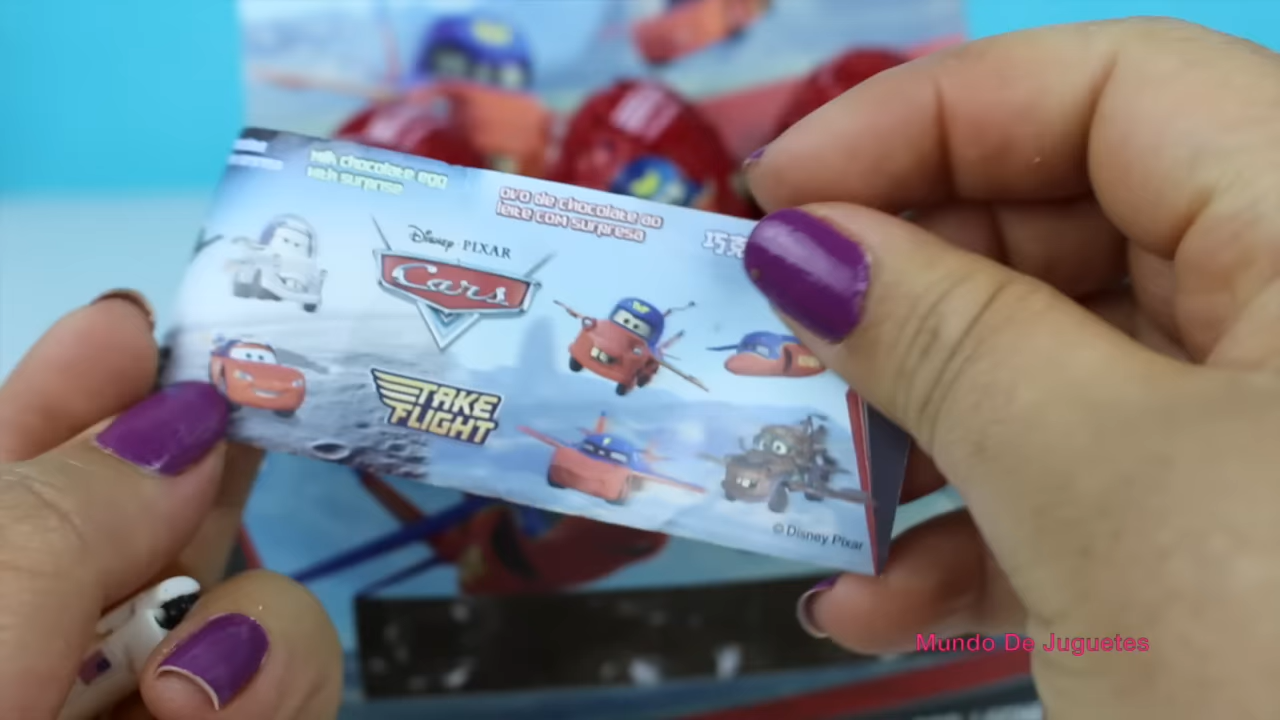 Milk chocolate egg
with surprise
ovo de chocolate ao
leite com surpresa
Disney PIXAR
Cars
TAKE
FLIGHT
© Disney Pixar
Mundo De Juguetes